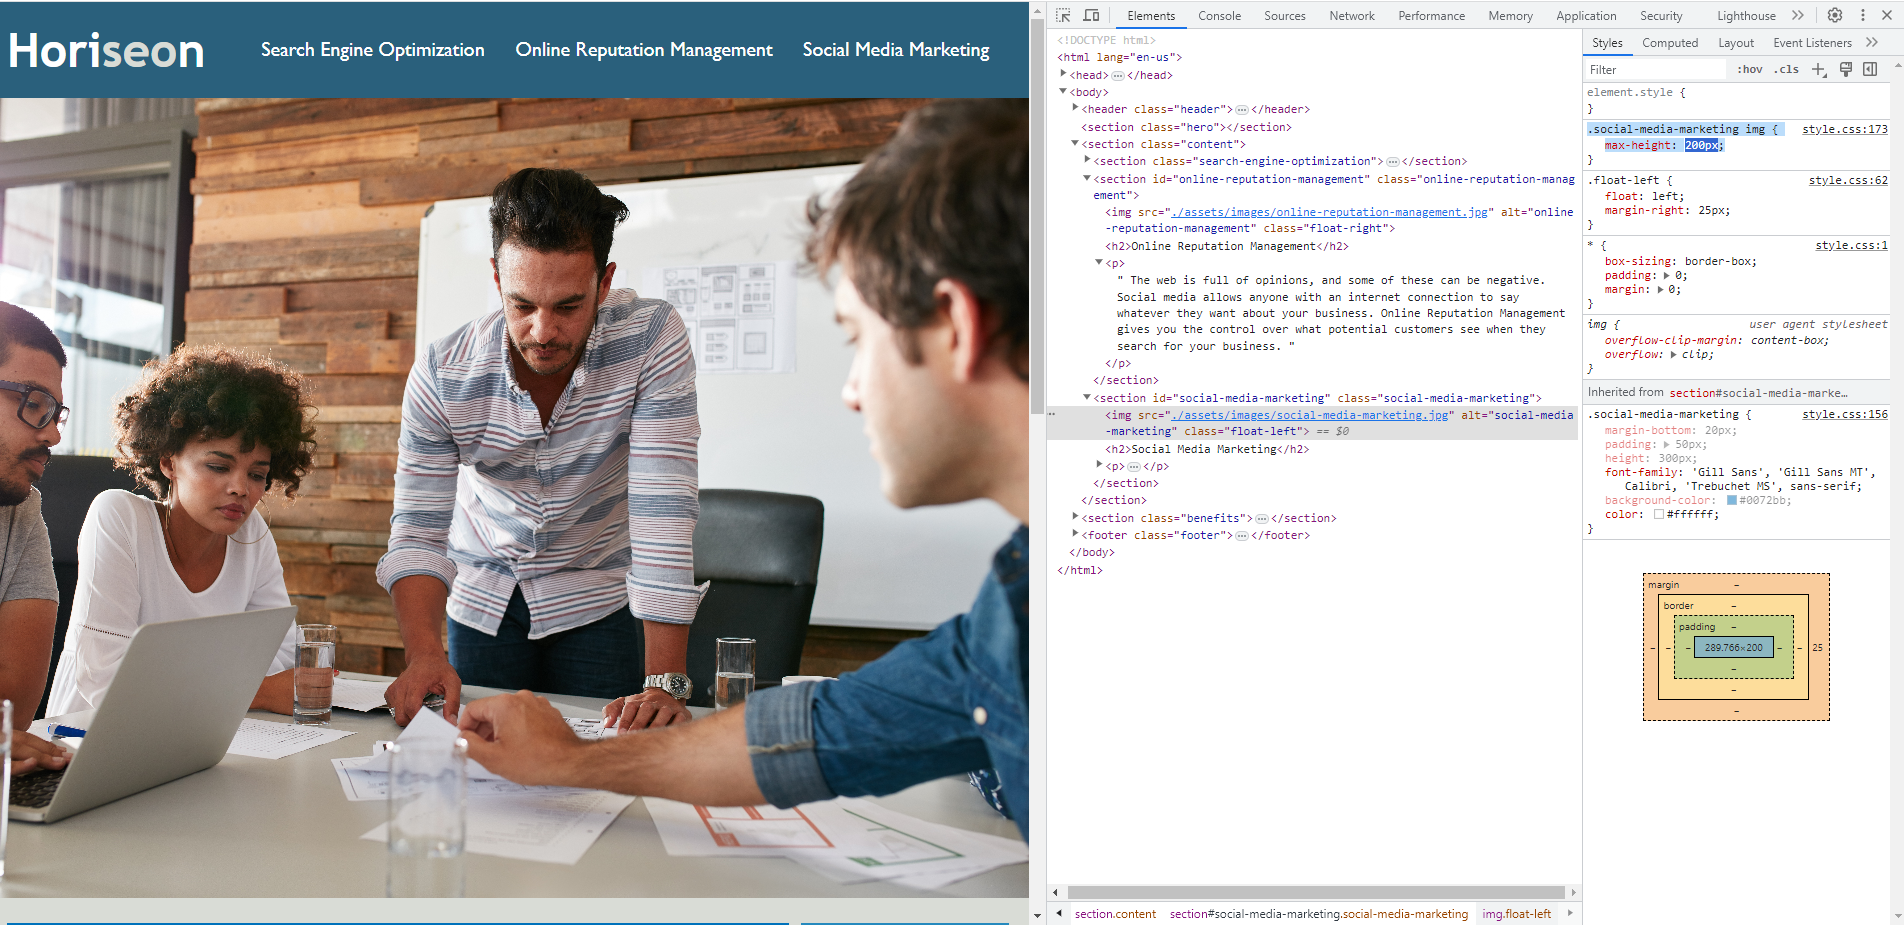 Horiseon
Search Engine Optimization
Online Reputation Management
Social Media Marketing
Elements Console Sources Network Performance Memory Application Security Lighthouse
<!DOCTYPE html>
<html lang="en-us">
<head> ⋯ </head>
<body>
<header class="header"> ⋯ </header>
<section class="hero"></section>
<section class="content">
<section class="search-engine-optimization"> ⋯ </section>
<section id="online-reputation-management" class="online-reputation-manag
ement">
<img src="./assets/images/online-reputation-management.jpg" alt="online
-reputation-management" class="float-right">
<h2>Online Reputation Management</h2>
<p>
" The web is full of opinions, and some of these can be negative.
Social media allows anyone with an internet connection to say
whatever they want about your business. Online Reputation Management
gives you the control over what potential customers see when they
search for your business. "
</p>
</section>
<section id="social-media-marketing" class="social-media-marketing">
<img src="./assets/images/social-media-marketing.jpg" alt="social-media
-marketing" class="float-left"> == $0
<h2>Social Media Marketing</h2>
<p> ⋯ </p>
</section>
</section>
<section class="benefits"> ⋯ </section>
<footer class="footer"> ⋯ </footer>
</body>
</html>
section.content section#social-media-marketing.social-media-marketing img.float-left
Styles Computed Layout Event Listeners
Filter :hov .cls
element.style {
}
.social-media-marketing img { style.css:173
max-height: 200px;
}
.float-left { style.css:62
float: left;
margin-right: 25px;
}
* { style.css:1
box-sizing: border-box;
padding: 0;
margin: 0;
}
img { user agent stylesheet
overflow-clip-margin: content-box;
overflow: clip;
}
Inherited from section#social-media-marke…
.social-media-marketing { style.css:156
margin-bottom: 20px;
padding: 50px;
height: 300px;
font-family: 'Gill Sans', 'Gill Sans MT',
Calibri, 'Trebuchet MS', sans-serif;
background-color: #0072bb;
color: #ffffff;
}
margin –
border –
padding –
– – – 289.766×200 – – 25
–
–
–